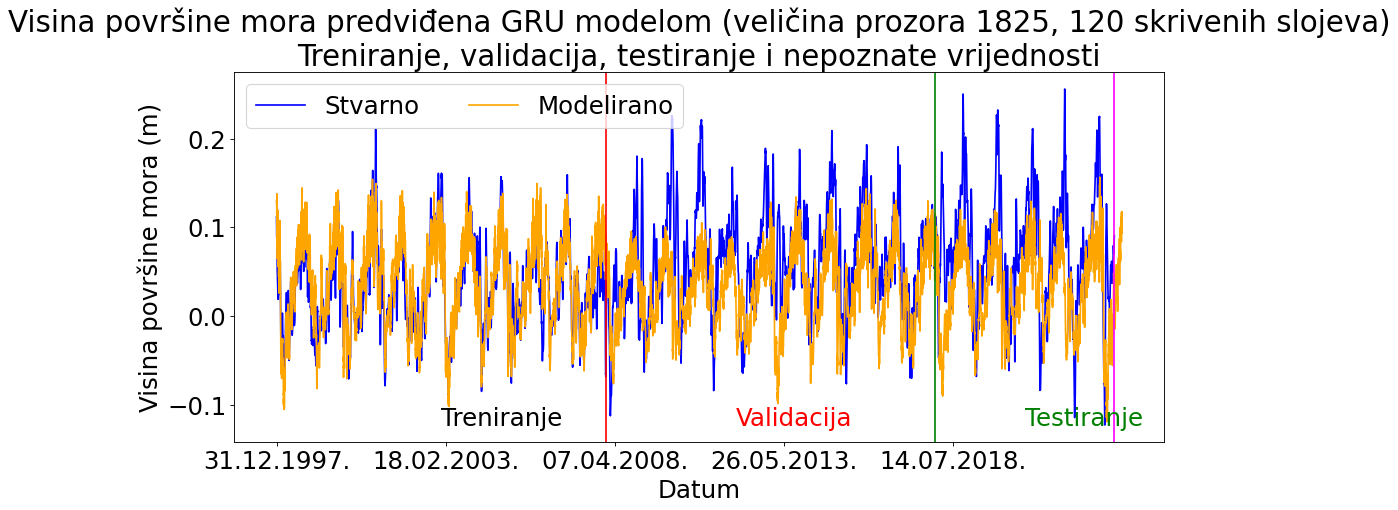 Visina površine mora predviđena GRU modelom (veličina prozora 1825, 120 skrivenih slojeva)
Treniranje, validacija, testiranje i nepoznate vrijednosti
Stvarno
Modelirano
Visina površine mora (m)
0.2
0.1
0.0
−0.1
Treniranje
Validacija
Testiranje
31.12.1997.
18.02.2003.
07.04.2008.
26.05.2013.
14.07.2018.
Datum